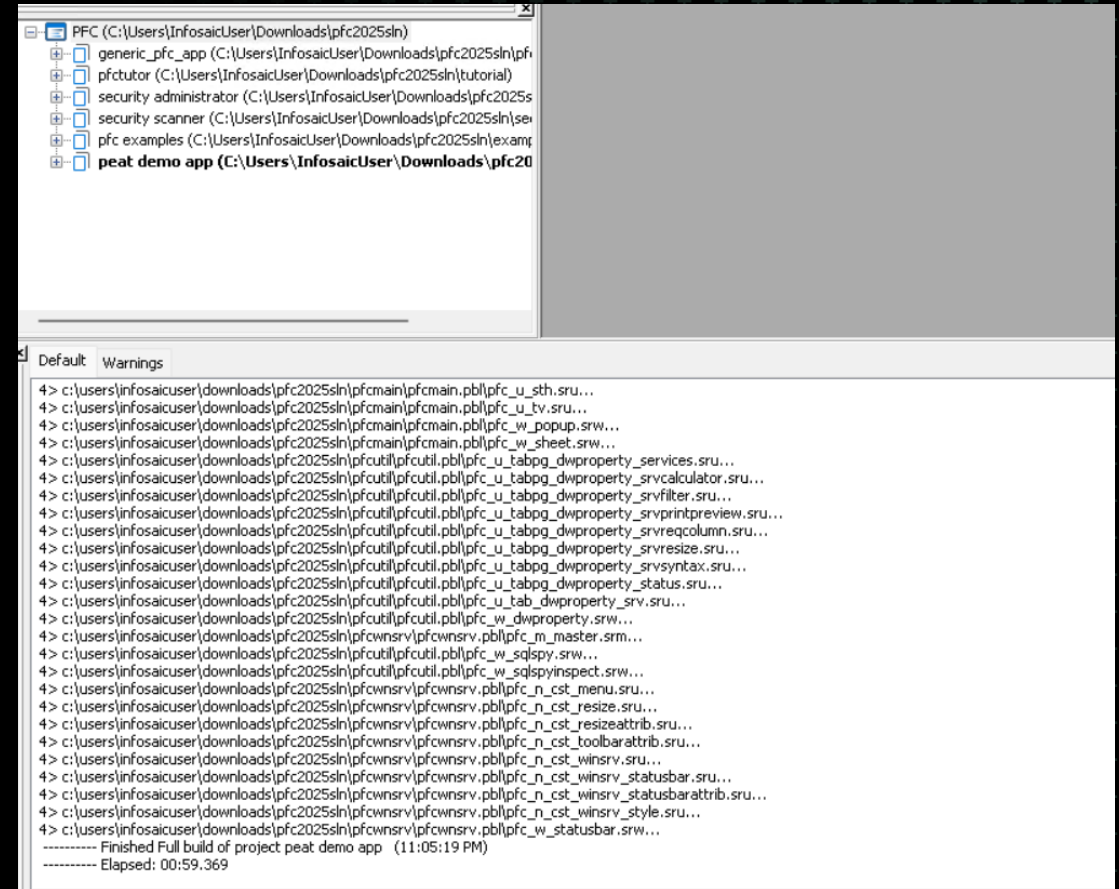 PFC (C:\Users\InfosaicUser\Downloads\pfc2025sln)
generic_pfc_app (C:\Users\InfosaicUser\Downloads\pfc2025sln\pf
pfctutor (C:\Users\InfosaicUser\Downloads\pfc2025sln\tutorial)
security administrator (C:\Users\InfosaicUser\Downloads\pfc2025s
security scanner (C:\Users\InfosaicUser\Downloads\pfc2025sln\se
pfc examples (C:\Users\InfosaicUser\Downloads\pfc2025sln\examp
peat demo app (C:\Users\InfosaicUser\Downloads\pfc20
Default Warnings
4> c:\users\infosaicuser\downloads\pfc2025sln\pfcmain\pfcmain.pbl\pfc_u_sth.sru...
4> c:\users\infosaicuser\downloads\pfc2025sln\pfcmain\pfcmain.pbl\pfc_u_tv.sru...
4> c:\users\infosaicuser\downloads\pfc2025sln\pfcmain\pfcmain.pbl\pfc_w_popup.srw...
4> c:\users\infosaicuser\downloads\pfc2025sln\pfcmain\pfcmain.pbl\pfc_w_sheet.srw...
4> c:\users\infosaicuser\downloads\pfc2025sln\pfcutil\pfcutil.pbl\pfc_u_tabpg_dwproperty_services.sru...
4> c:\users\infosaicuser\downloads\pfc2025sln\pfcutil\pfcutil.pbl\pfc_u_tabpg_dwproperty_srvcalculator.sru...
4> c:\users\infosaicuser\downloads\pfc2025sln\pfcutil\pfcutil.pbl\pfc_u_tabpg_dwproperty_srvfilter.sru...
4> c:\users\infosaicuser\downloads\pfc2025sln\pfcutil\pfcutil.pbl\pfc_u_tabpg_dwproperty_srvprintpreview.sru...
4> c:\users\infosaicuser\downloads\pfc2025sln\pfcutil\pfcutil.pbl\pfc_u_tabpg_dwproperty_srvreqcolumn.sru...
4> c:\users\infosaicuser\downloads\pfc2025sln\pfcutil\pfcutil.pbl\pfc_u_tabpg_dwproperty_srvresize.sru...
4> c:\users\infosaicuser\downloads\pfc2025sln\pfcutil\pfcutil.pbl\pfc_u_tabpg_dwproperty_srvsyntax.sru...
4> c:\users\infosaicuser\downloads\pfc2025sln\pfcutil\pfcutil.pbl\pfc_u_tabpg_dwproperty_status.sru...
4> c:\users\infosaicuser\downloads\pfc2025sln\pfcutil\pfcutil.pbl\pfc_u_tab_dwproperty_srv.sru...
4> c:\users\infosaicuser\downloads\pfc2025sln\pfcutil\pfcutil.pbl\pfc_w_dwproperty.srw...
4> c:\users\infosaicuser\downloads\pfc2025sln\pfcwnsrv\pfcwnsrv.pbl\pfc_m_master.srm...
4> c:\users\infosaicuser\downloads\pfc2025sln\pfcutil\pfcutil.pbl\pfc_w_sqlspy.srw...
4> c:\users\infosaicuser\downloads\pfc2025sln\pfcutil\pfcutil.pbl\pfc_w_sqlspyinspect.srw...
4> c:\users\infosaicuser\downloads\pfc2025sln\pfcwnsrv\pfcwnsrv.pbl\pfc_n_cst_menu.sru...
4> c:\users\infosaicuser\downloads\pfc2025sln\pfcwnsrv\pfcwnsrv.pbl\pfc_n_cst_resize.sru...
4> c:\users\infosaicuser\downloads\pfc2025sln\pfcwnsrv\pfcwnsrv.pbl\pfc_n_cst_resizeattrib.sru...
4> c:\users\infosaicuser\downloads\pfc2025sln\pfcwnsrv\pfcwnsrv.pbl\pfc_n_cst_toolbarattrib.sru...
4> c:\users\infosaicuser\downloads\pfc2025sln\pfcwnsrv\pfcwnsrv.pbl\pfc_n_cst_winsrv.sru...
4> c:\users\infosaicuser\downloads\pfc2025sln\pfcwnsrv\pfcwnsrv.pbl\pfc_n_cst_winsrv_statusbar.sru...
4> c:\users\infosaicuser\downloads\pfc2025sln\pfcwnsrv\pfcwnsrv.pbl\pfc_n_cst_winsrv_statusbarattrib.sru...
4> c:\users\infosaicuser\downloads\pfc2025sln\pfcwnsrv\pfcwnsrv.pbl\pfc_n_cst_winsrv_style.sru...
4> c:\users\infosaicuser\downloads\pfc2025sln\pfcwnsrv\pfcwnsrv.pbl\pfc_w_statusbar.srw...
---------- Finished Full build of project peat demo app (11:05:19 PM)
---------- Elapsed: 00:59.369